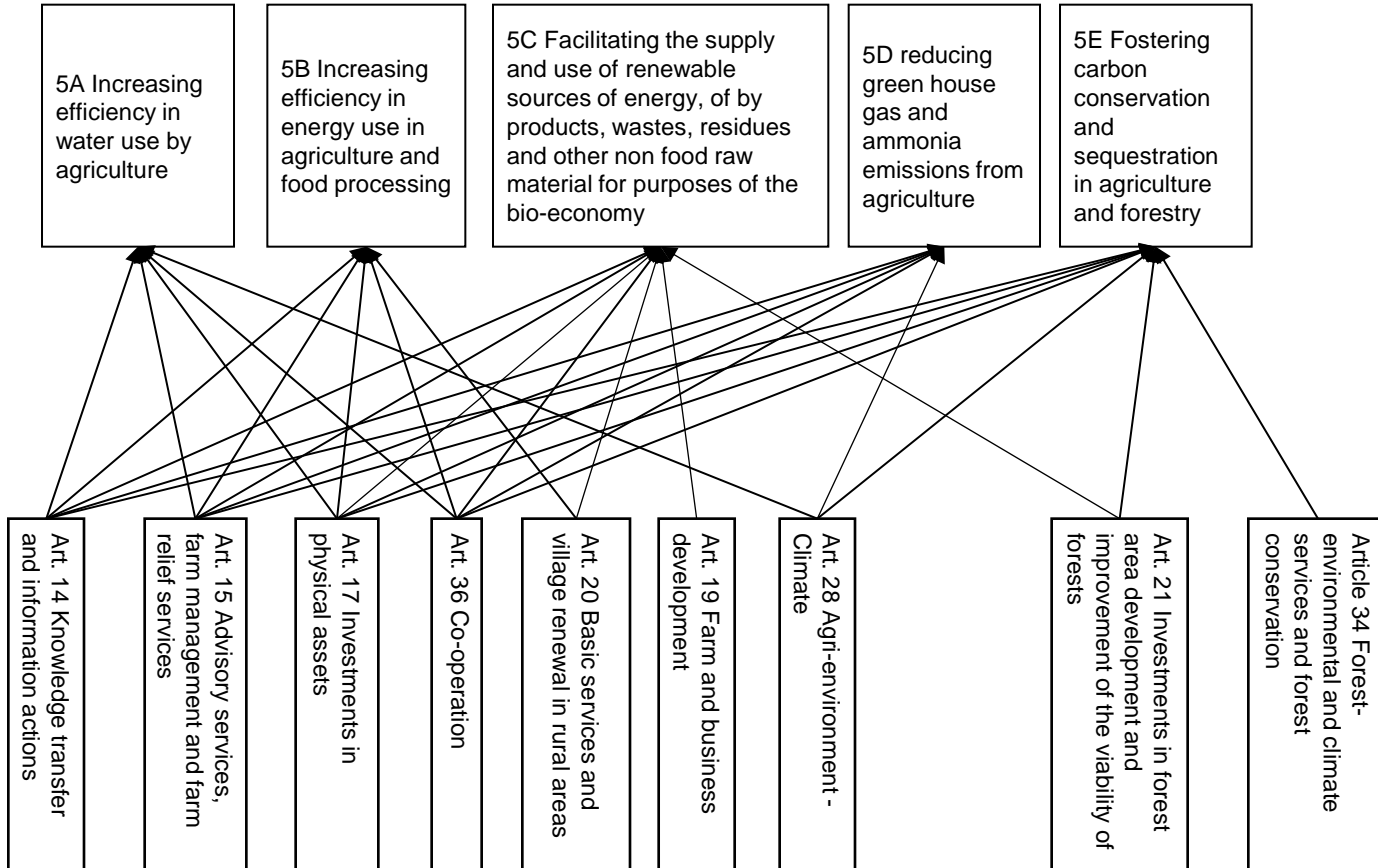 5A Increasing
efficiency in
water use by
agriculture
5B Increasing
efficiency in
energy use in
agriculture and
food processing
5C Facilitating the supply
and use of renewable
sources of energy, of by
products, wastes, residues
and other non food raw
material for purposes of the
bio-economy
5D reducing
green house
gas and
ammonia
emissions from
agriculture
5E Fostering
carbon
conservation
and
sequestration
in agriculture
and forestry
Art. 14 Knowledge transfer
and information actions
Art. 15 Advisory services,
farm management and farm
relief services
Art. 17 Investments in
physical assets
Art. 36 Co-operation
Art. 20 Basic services and
village renewal in rural areas
Art. 19 Farm and business
development
Art. 28 Agri-environment -
Climate
Art. 21 Investments in forest
area development and
improvement of the viability of
forests
Article 34 Forest-
environmental and climate
services and forest
conservation